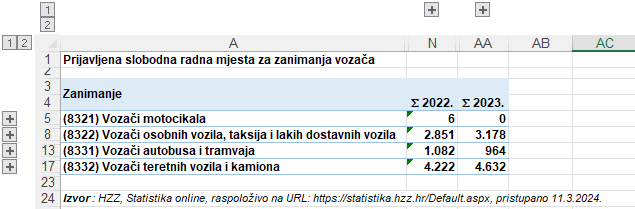 1
2
1 2
A N AA AB AC
1 Prijavljena slobodna radna mjesta za zanimanja vozača
2
3
Zanimanje
4 Σ 2022. Σ 2023.
5 (8321) Vozači motocikala 6 0
8 (8322) Vozači osobnih vozila, taksija i lakih dostavnih vozila 2.851 3.178
13 (8331) Vozači autobusa i tramvaja 1.082 964
17 (8332) Vozači teretnih vozila i kamiona 4.222 4.632
23
24 Izvor: HZZ, Statistika online, raspoloživo na URL: https://statistika.hzz.hr/Default.aspx, pristupano 11.3.2024.